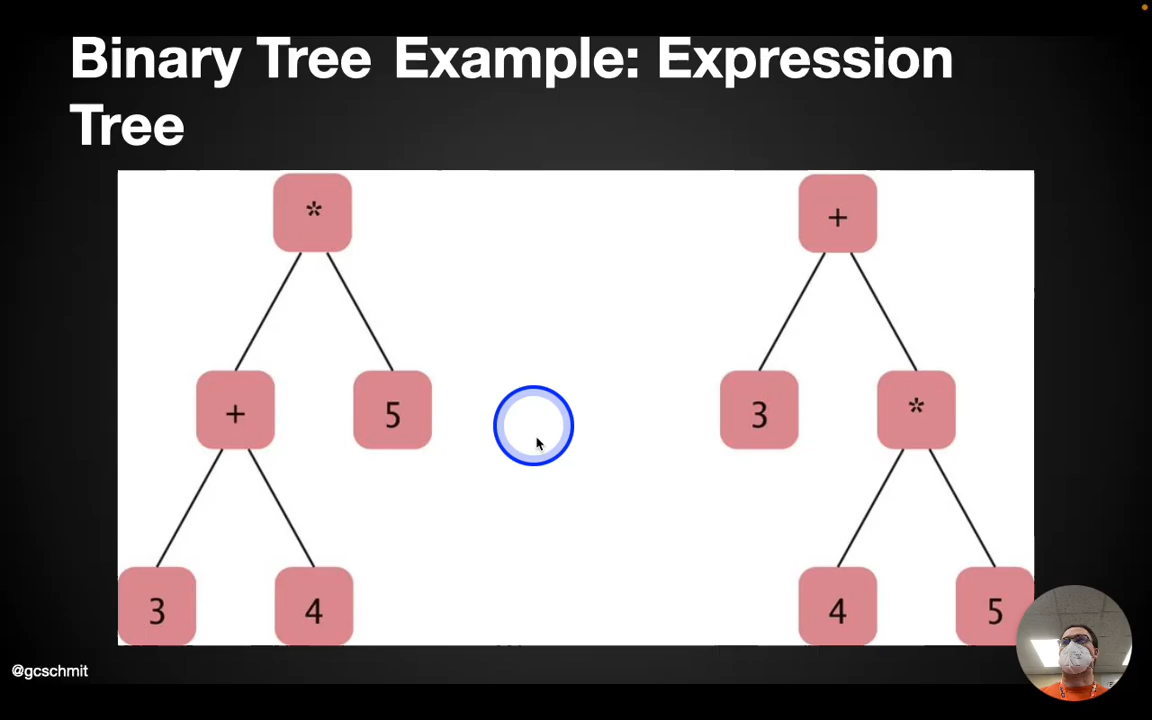 Binary Tree Example: Expression
Tree
* +
+ 5 3 *
3 4 4 5
@gcschmit